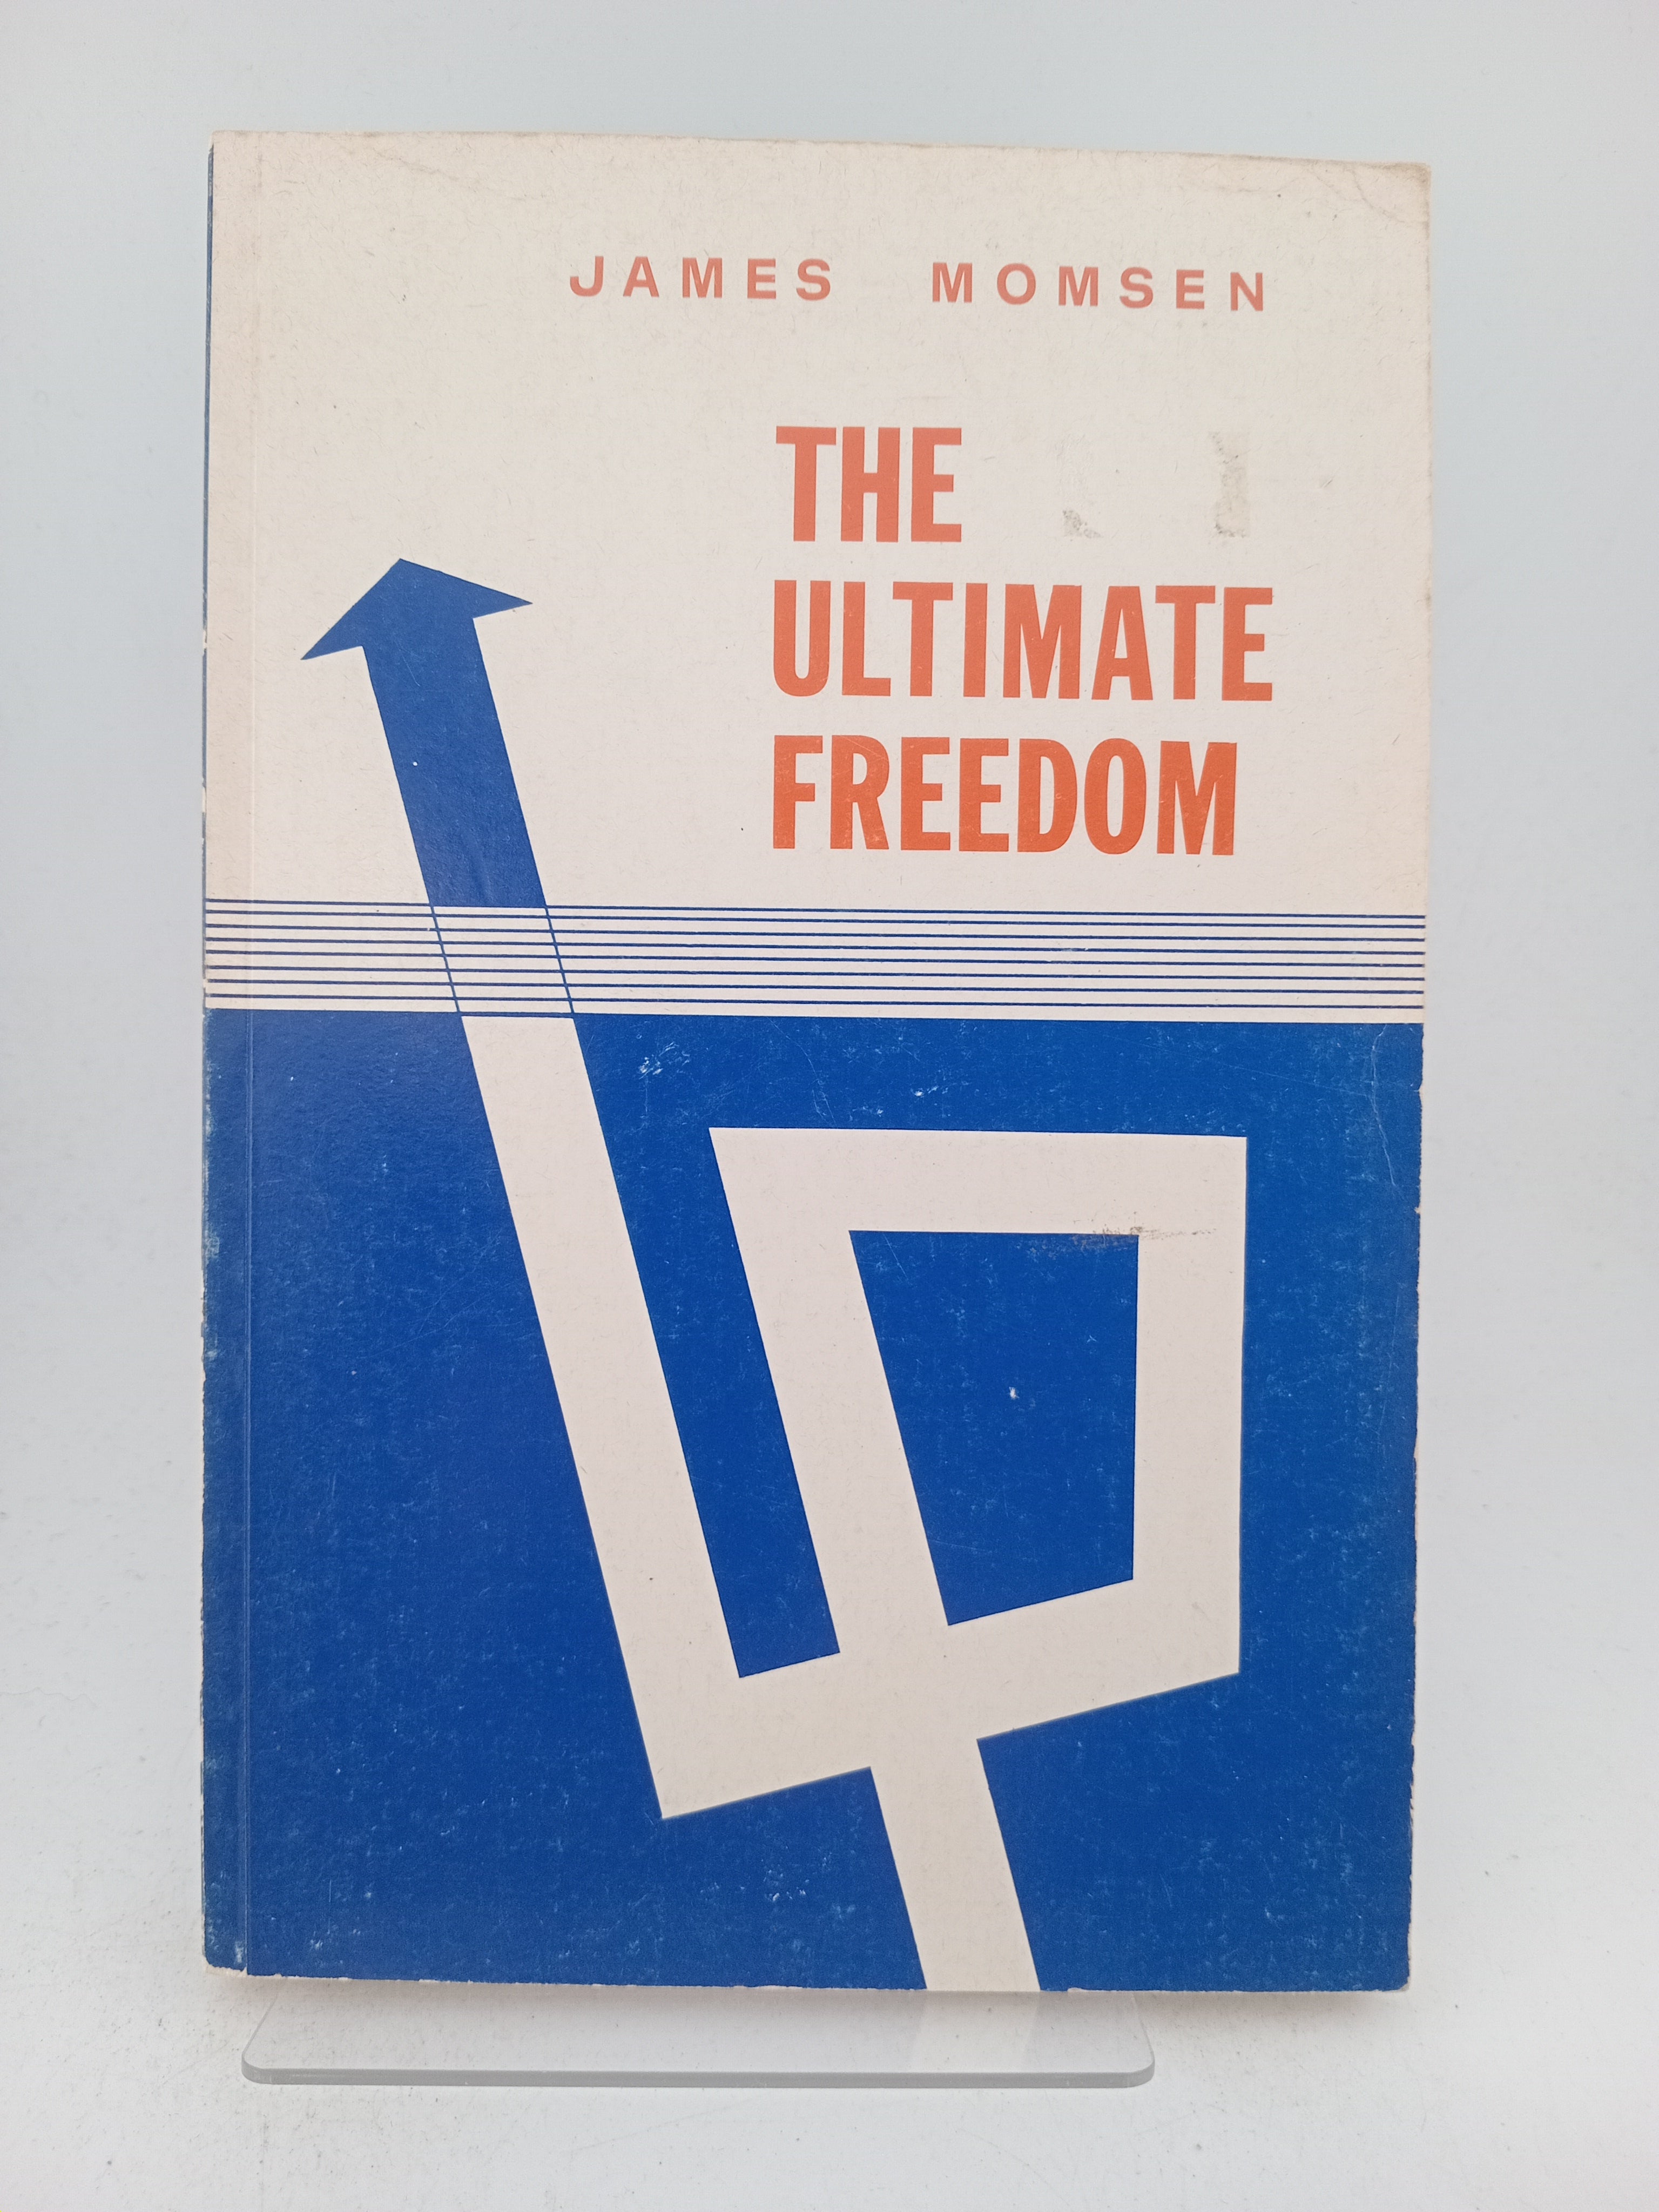 JAMES MOMSEN
THE
ULTIMATE
FREEDOM